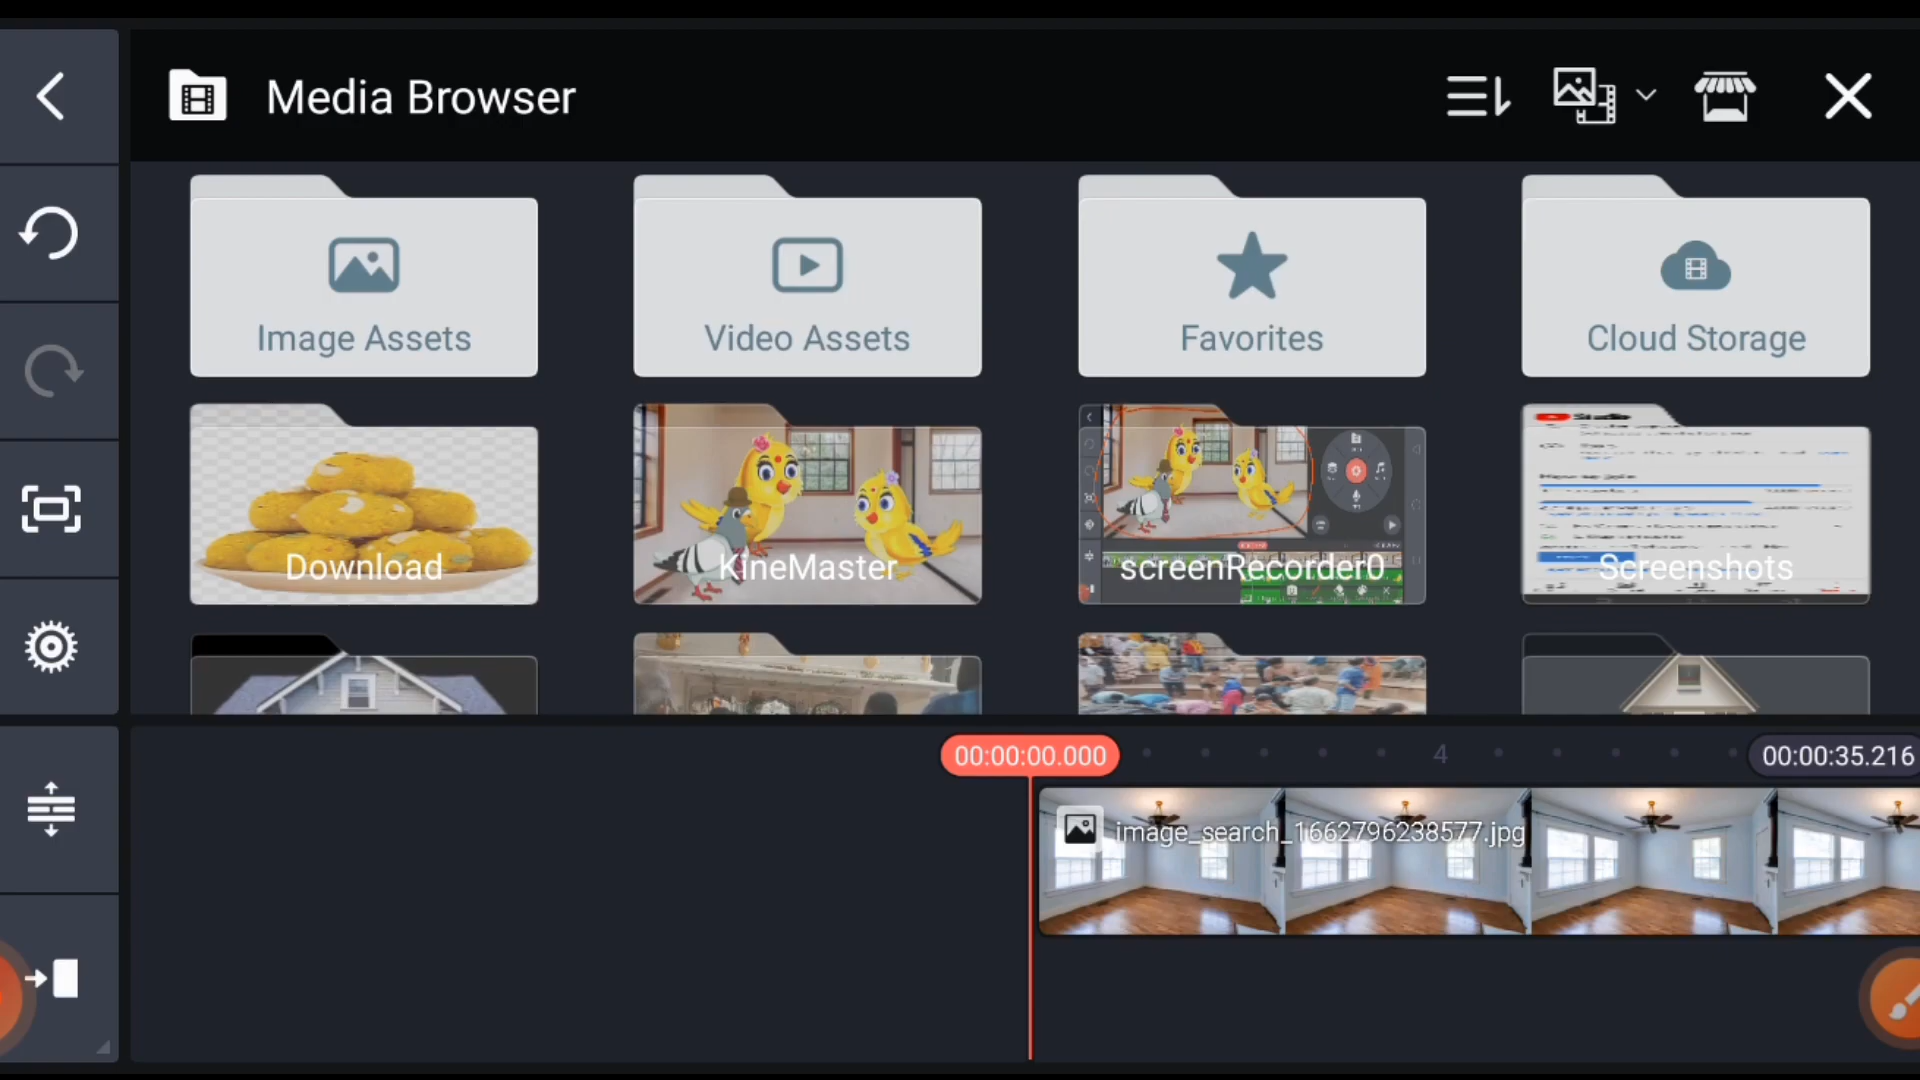 Media Browser
Image Assets
Video Assets
Favorites
Cloud Storage
Download
KineMaster
screenRecorder0
Screenshots
00:00:00.000
4
00:00:35.216
image_search_1662796238577.jpg